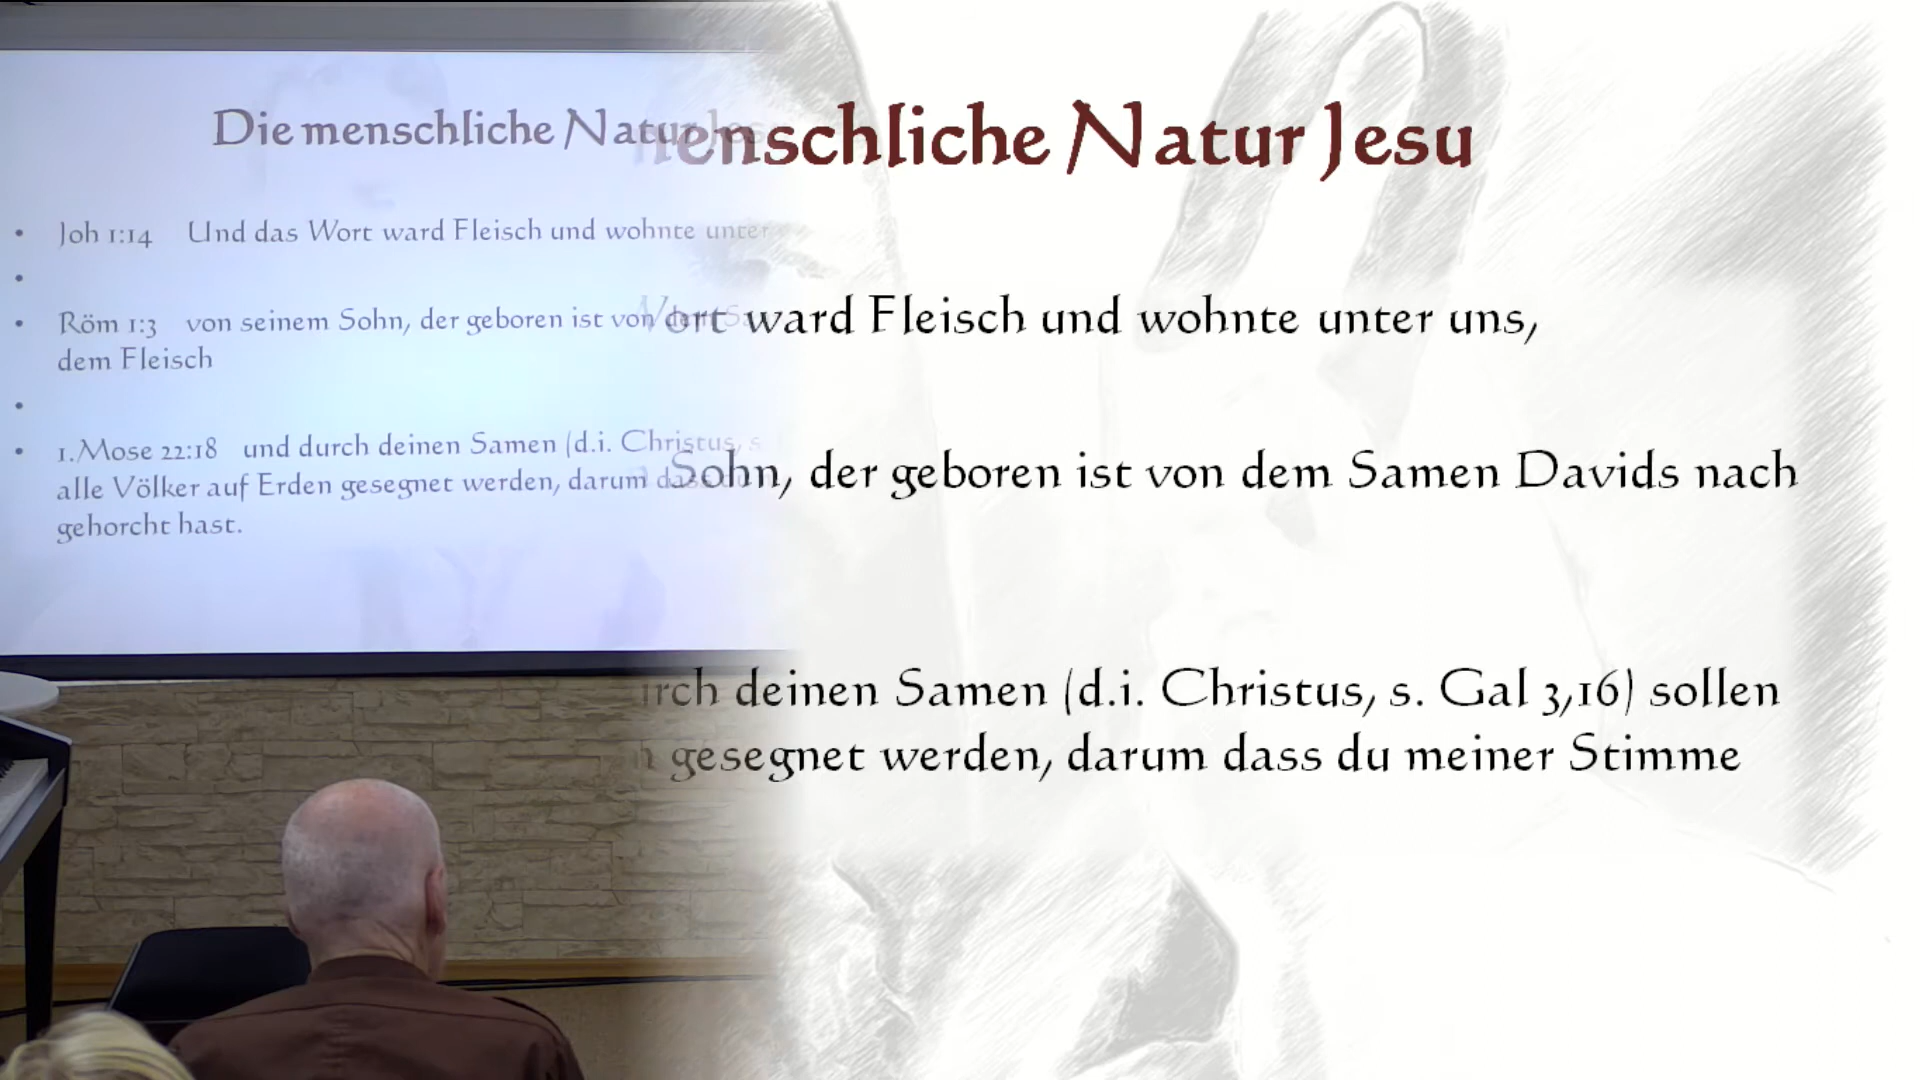 Die menschliche Natur Jesu
• Joh 1:14 Und das Wort ward Fleisch und wohnte unter
•
• Röm 1:3 von seinem Sohn, der geboren ist von dem
dem Fleisch
•
• 1.Mose 22:18 und durch deinen Samen (d.i. Christus, s.
alle Völker auf Erden gesegnet werden, darum dass
gehorcht hast.
enschliche Natur Jesu
Wort ward Fleisch und wohnte unter uns,
Sohn, der geboren ist von dem Samen Davids nach
rch deinen Samen (d.i. Christus, s. Gal 3,16) sollen
n gesegnet werden, darum dass du meiner Stimme